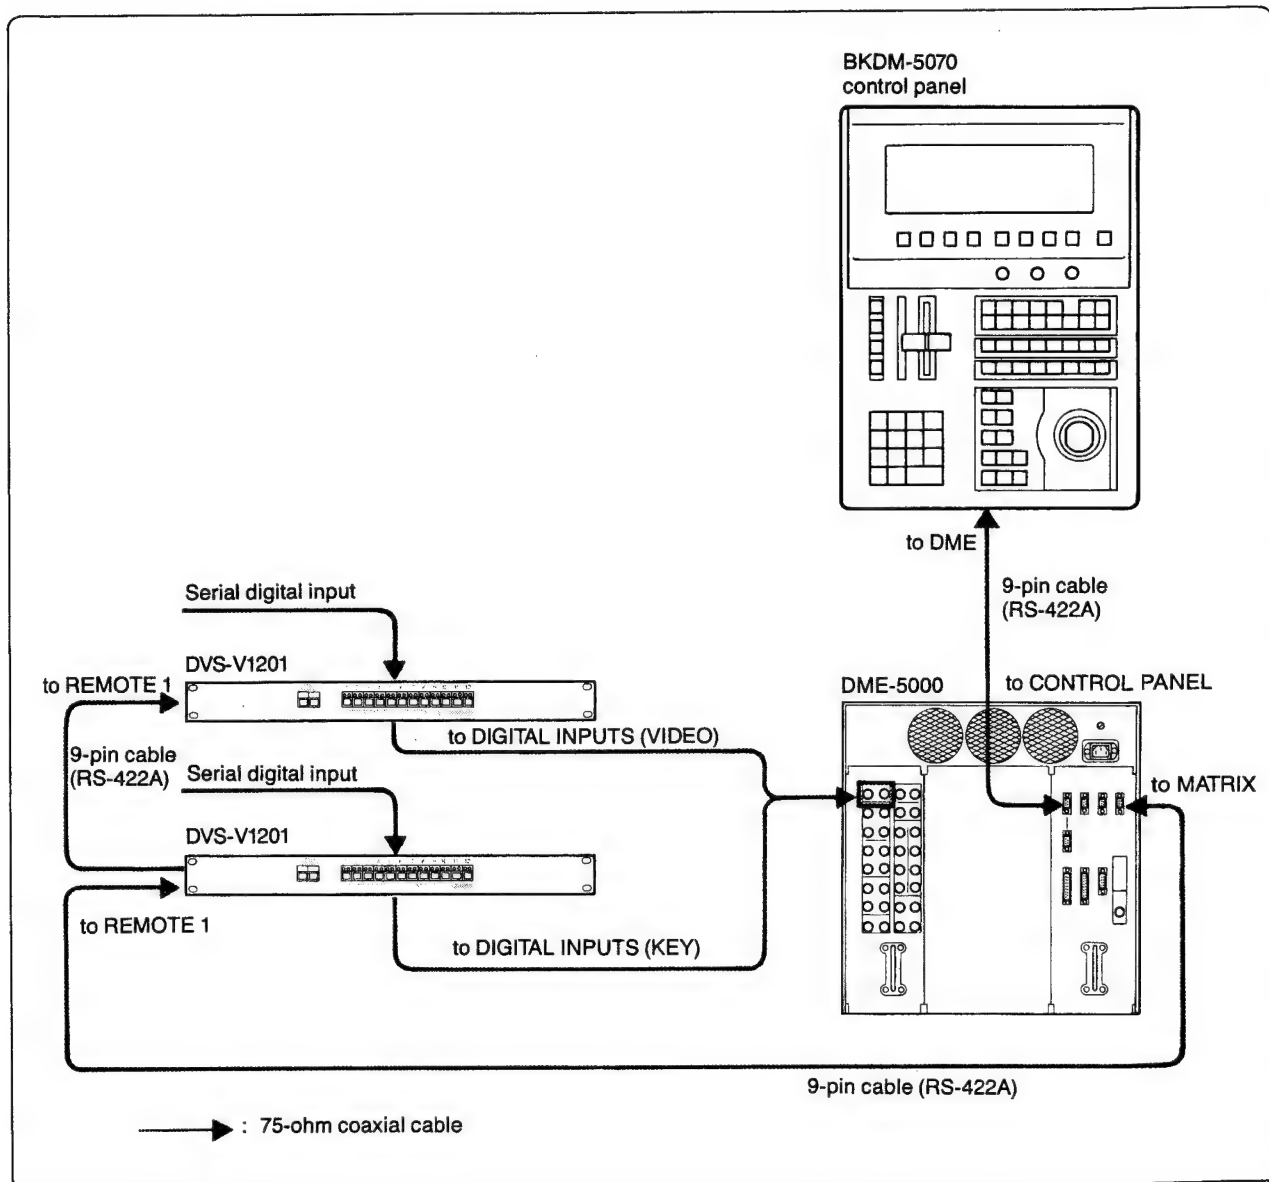 BKDM-5070
control panel
to DME
9-pin cable
(RS-422A)
Serial digital input
DVS-V1201
to REMOTE 1
to DIGITAL INPUTS (VIDEO)
9-pin cable
(RS-422A)
Serial digital input
DVS-V1201
to REMOTE 1
to DIGITAL INPUTS (KEY)
DME-5000
to CONTROL PANEL
to MATRIX
9-pin cable (RS-422A)
: 75-ohm coaxial cable